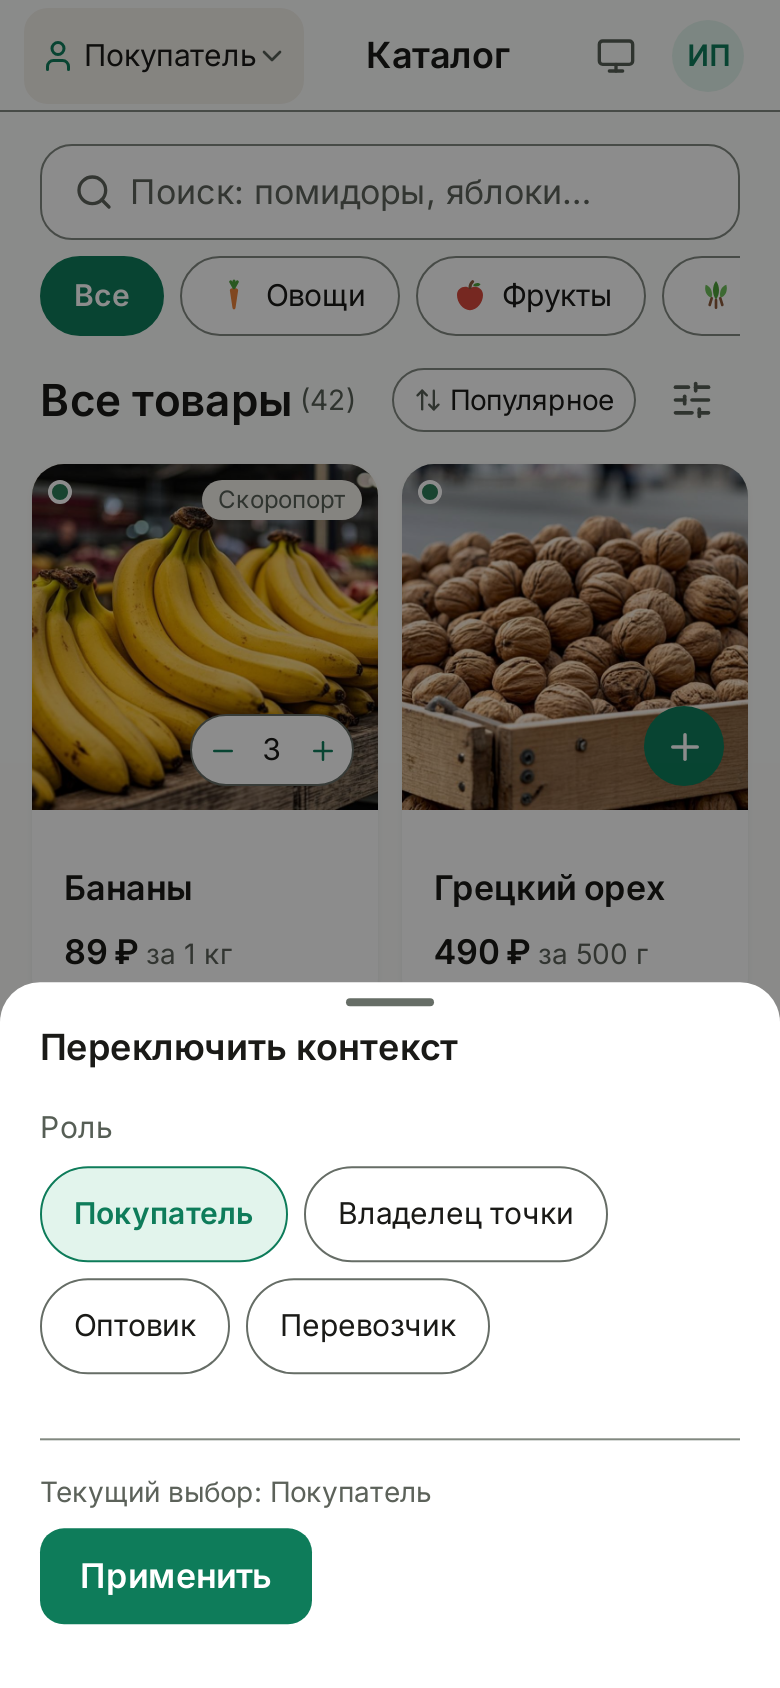 Покупатель
Каталог
ИП
Поиск: помидоры, яблоки...
Все
Овощи
Фрукты
Все товары (42)
Популярное
Скоропорт
3
Бананы
89 ₽ за 1 кг
Грецкий орех
490 ₽ за 500 г
Переключить контекст
Роль
Покупатель
Владелец точки
Оптовик
Перевозчик
Текущий выбор: Покупатель
Применить